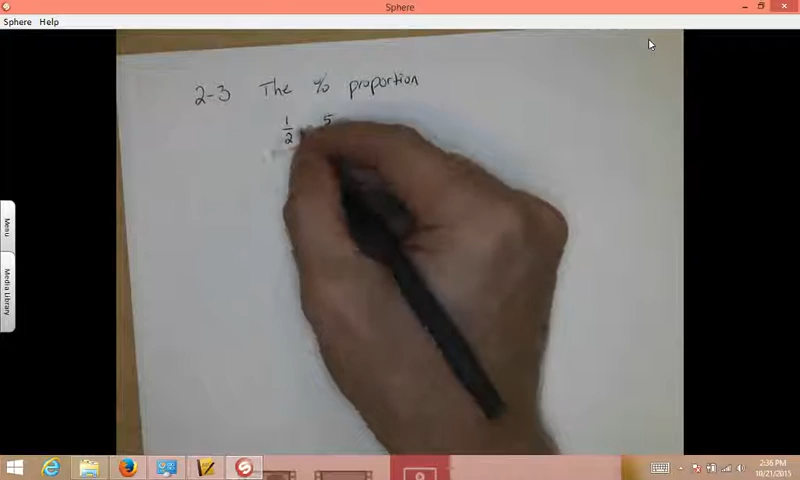 Sphere
Sphere Help
2-3 The % proportion
1 5
2
Menu
Media Library
2:36 PM
10/21/2015